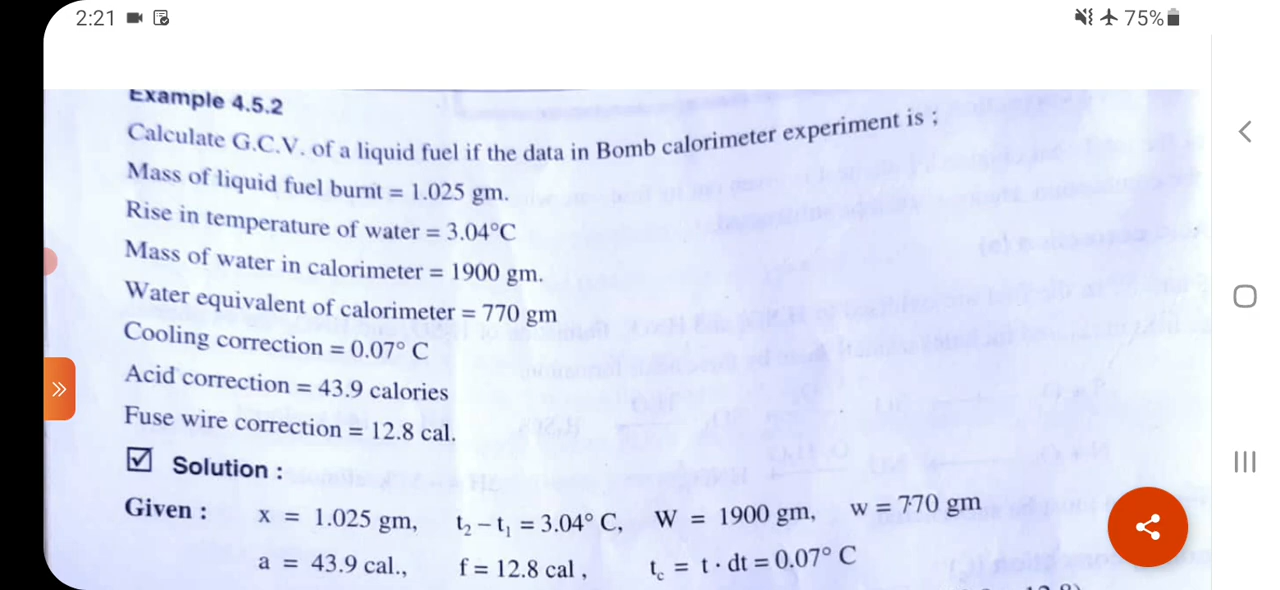 2:21
75%
Example 4.5.2
Calculate G.C.V. of a liquid fuel if the data in Bomb calorimeter experiment is ;
Mass of liquid fuel burnt = 1.025 gm.
Rise in temperature of water = 3.04°C
Mass of water in calorimeter = 1900 gm.
Water equivalent of calorimeter = 770 gm
Cooling correction = 0.07° C
Acid correction = 43.9 calories
Fuse wire correction = 12.8 cal.
☑ Solution :
Given : x = 1.025 gm, t₂ – t₁ = 3.04° C, W = 1900 gm, w = 770 gm
a = 43.9 cal., f = 12.8 cal , t꜀ = t · dt = 0.07° C